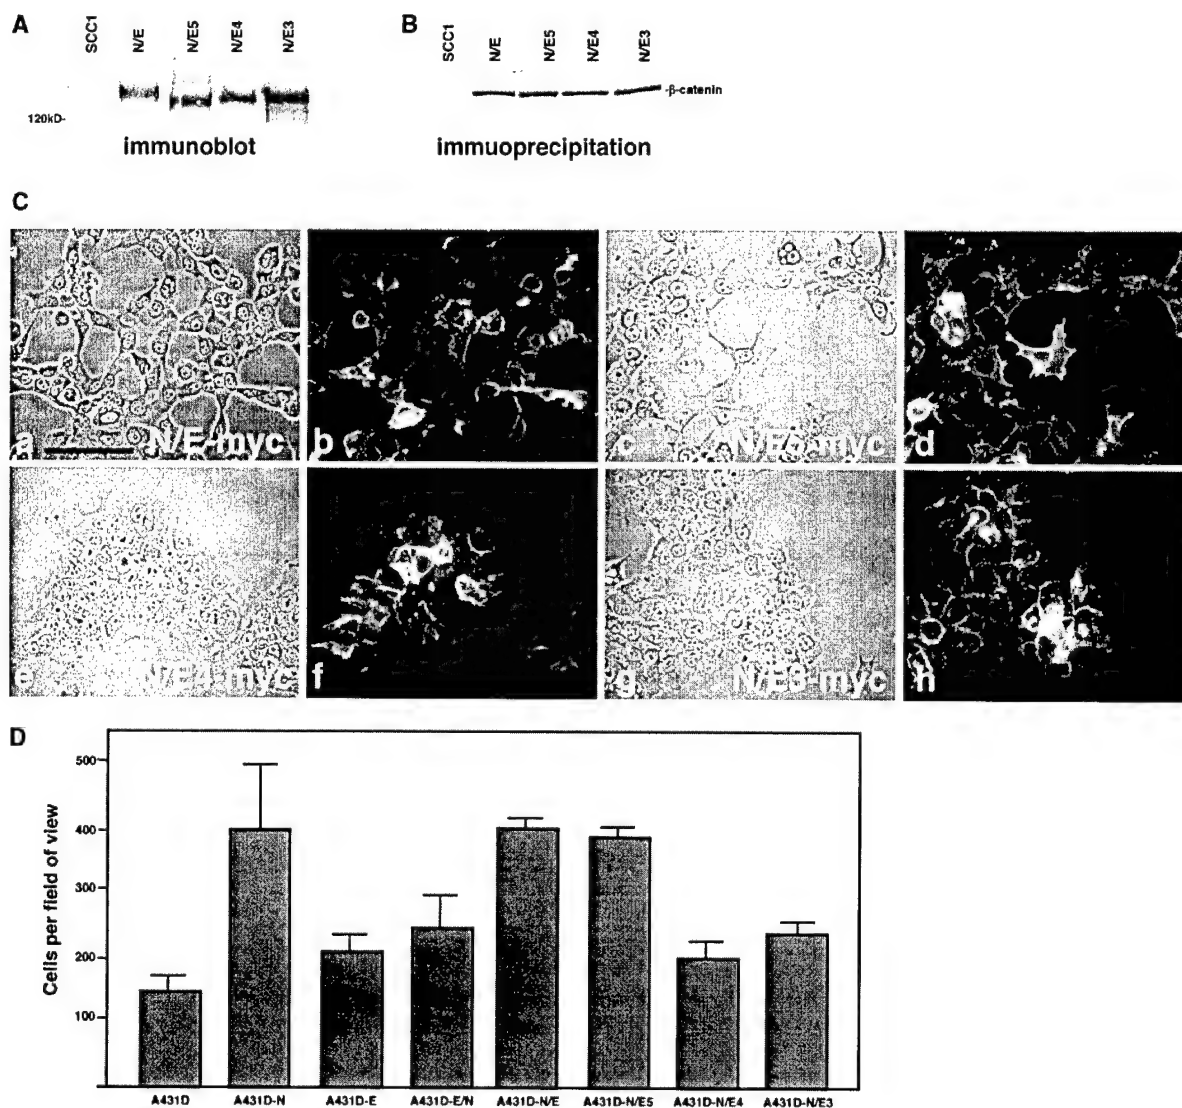 A
SCC1
N/E
N/E5
N/E4
N/E3
120kD-
immunoblot
B
SCC1
N/E
N/E5
N/E4
N/E3
-β-catenin
immuoprecipitation
C
a N/E-myc
b
c N/E5-myc
d
e N/E4-myc
f
g N/E3-myc
h
D
Cells per field of view
500
400
300
200
100
A431D A431D-N A431D-E A431D-E/N A431D-N/E A431D-N/E5 A431D-N/E4 A431D-N/E3